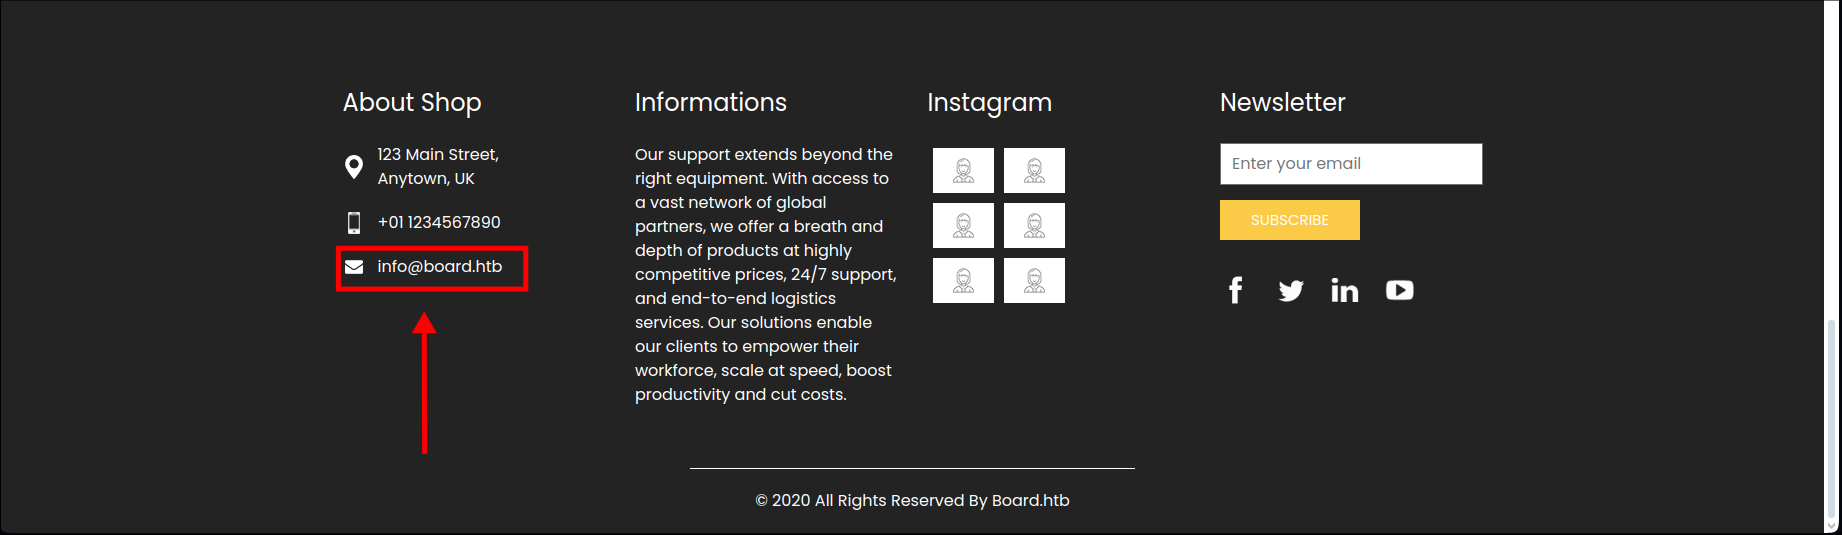 About Shop
123 Main Street,
Anytown, UK
+01 1234567890
info@board.htb
Informations
Our support extends beyond the
right equipment. With access to
a vast network of global
partners, we offer a breath and
depth of products at highly
competitive prices, 24/7 support,
and end-to-end logistics
services. Our solutions enable
our clients to empower their
workforce, scale at speed, boost
productivity and cut costs.
Instagram
Newsletter
Enter your email
SUBSCRIBE
© 2020 All Rights Reserved By Board.htb